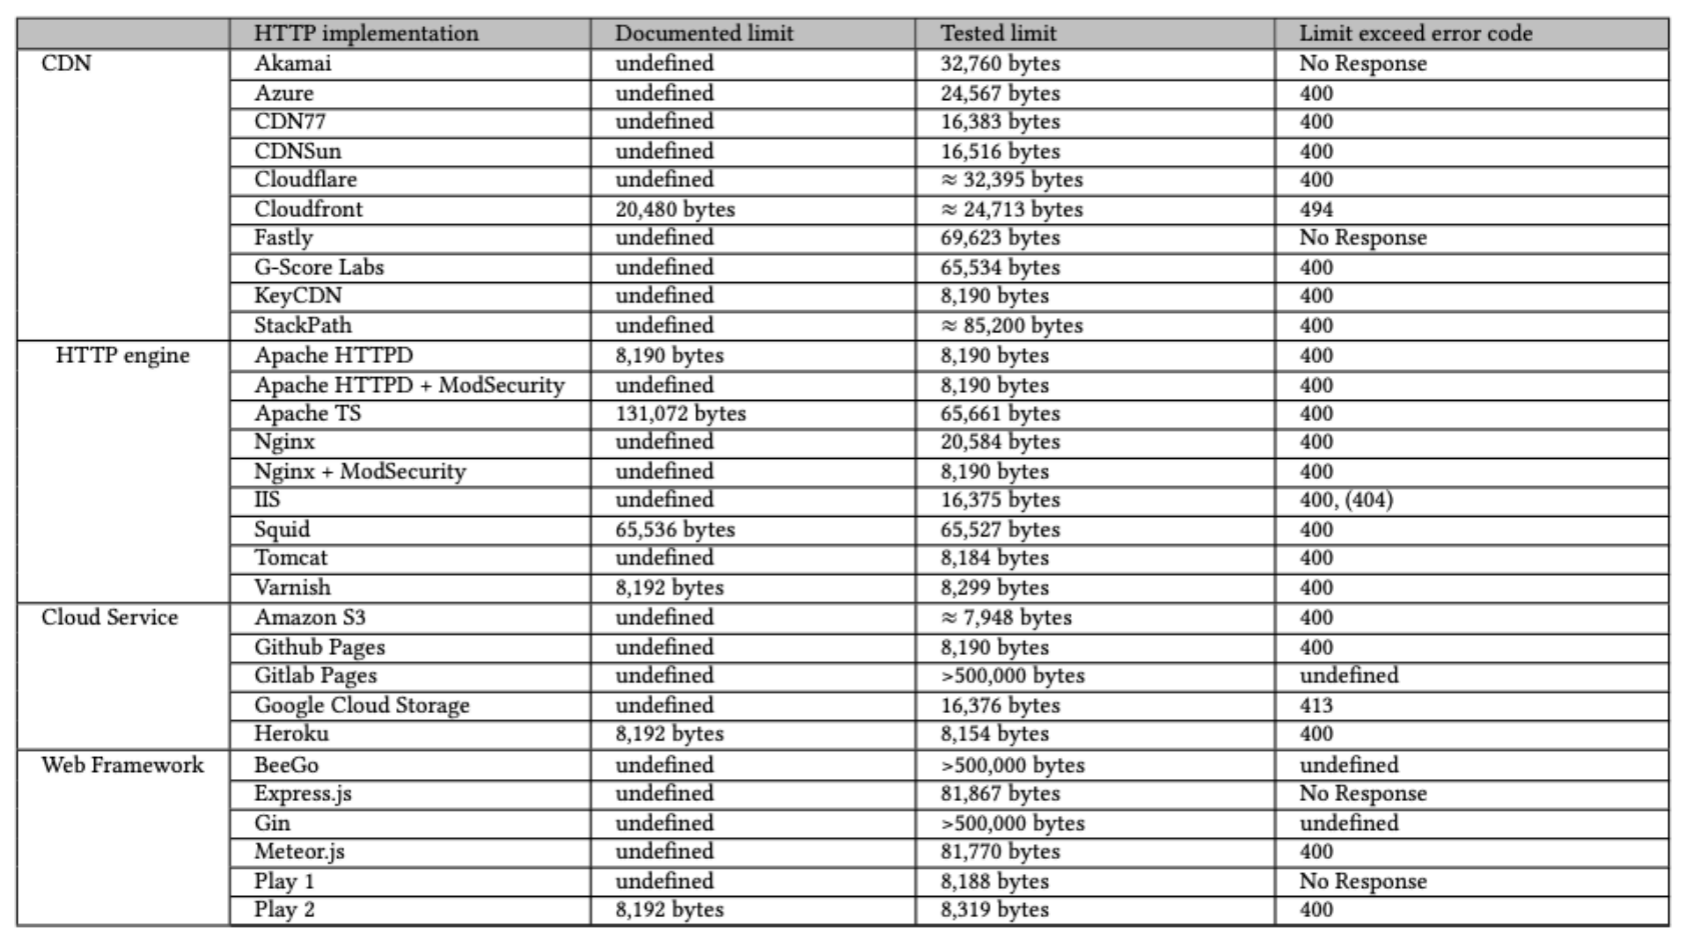 HTTP implementation Documented limit Tested limit Limit exceed error code
CDN Akamai undefined 32,760 bytes No Response
Azure undefined 24,567 bytes 400
CDN77 undefined 16,383 bytes 400
CDNSun undefined 16,516 bytes 400
Cloudflare undefined ≈ 32,395 bytes 400
Cloudfront 20,480 bytes ≈ 24,713 bytes 494
Fastly undefined 69,623 bytes No Response
G-Score Labs undefined 65,534 bytes 400
KeyCDN undefined 8,190 bytes 400
StackPath undefined ≈ 85,200 bytes 400
HTTP engine Apache HTTPD 8,190 bytes 8,190 bytes 400
Apache HTTPD + ModSecurity undefined 8,190 bytes 400
Apache TS 131,072 bytes 65,661 bytes 400
Nginx undefined 20,584 bytes 400
Nginx + ModSecurity undefined 8,190 bytes 400
IIS undefined 16,375 bytes 400, (404)
Squid 65,536 bytes 65,527 bytes 400
Tomcat undefined 8,184 bytes 400
Varnish 8,192 bytes 8,299 bytes 400
Cloud Service Amazon S3 undefined ≈ 7,948 bytes 400
Github Pages undefined 8,190 bytes 400
Gitlab Pages undefined >500,000 bytes undefined
Google Cloud Storage undefined 16,376 bytes 413
Heroku 8,192 bytes 8,154 bytes 400
Web Framework BeeGo undefined >500,000 bytes undefined
Express.js undefined 81,867 bytes No Response
Gin undefined >500,000 bytes undefined
Meteor.js undefined 81,770 bytes 400
Play 1 undefined 8,188 bytes No Response
Play 2 8,192 bytes 8,319 bytes 400